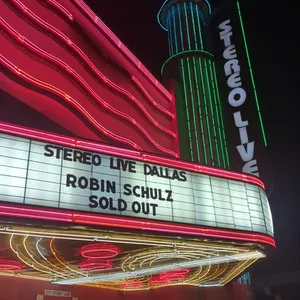 STEREO LIVE
STEREO LIVE DALLAS
ROBIN SCHULZ
SOLD OUT